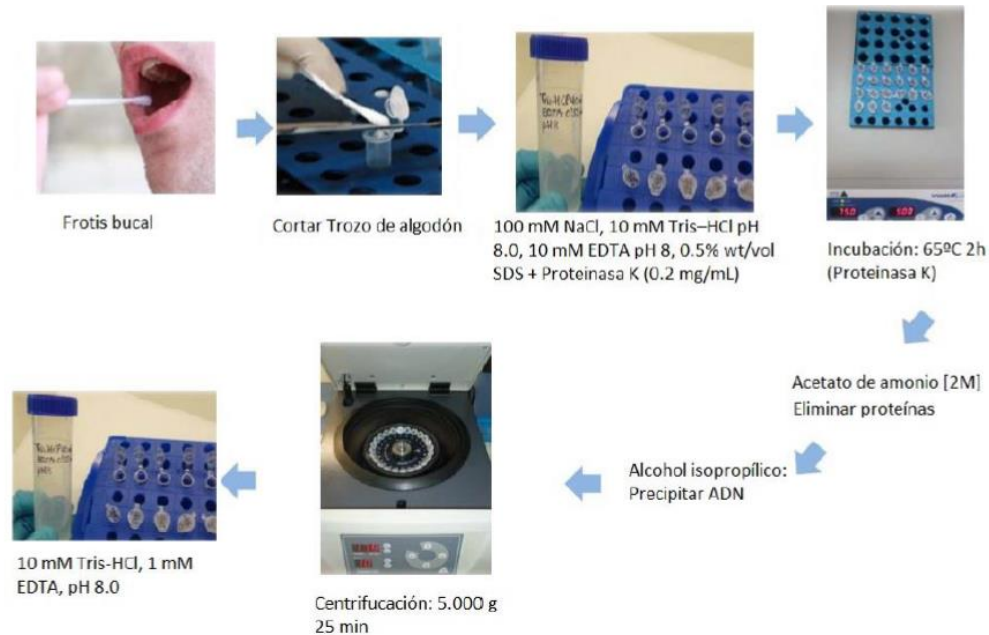 Frotis bucal
Cortar Trozo de algodón
100 mM NaCl, 10 mM Tris–HCl pH
8.0, 10 mM EDTA pH 8, 0.5% wt/vol
SDS + Proteinasa K (0.2 mg/mL)
Incubación: 65ºC 2h
(Proteinasa K)
Acetato de amonio [2M]
Eliminar proteínas
Alcohol isopropílico:
Precipitar ADN
Centrifucación: 5.000 g
25 min
10 mM Tris-HCl, 1 mM
EDTA, pH 8.0